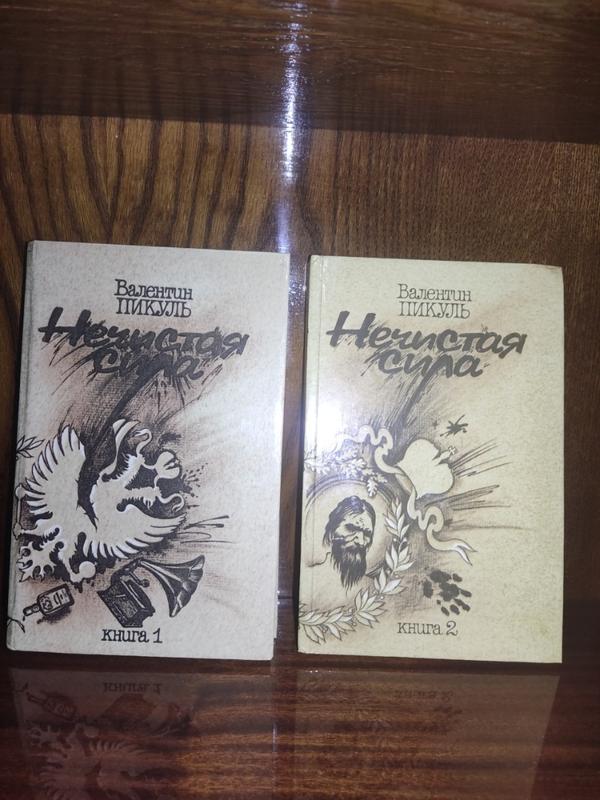 Валентин
ПИКУЛЬ
Нечистая
сила
книга 1
Валентин
ПИКУЛЬ
Нечистая
сила
книга 2